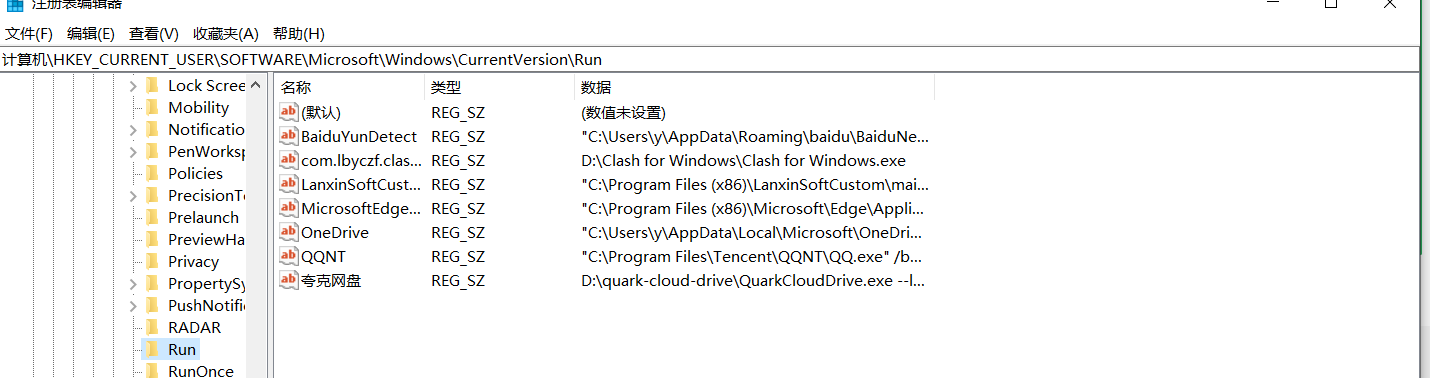 注册表编辑器
文件(F) 编辑(E) 查看(V) 收藏夹(A) 帮助(H)
计算机\HKEY_CURRENT_USER\SOFTWARE\Microsoft\Windows\CurrentVersion\Run
Lock Scree
Mobility
Notificatio
PenWorksp
Policies
PrecisionTe
Prelaunch
PreviewHa
Privacy
PropertySy
PushNotific
RADAR
Run
RunOnce
名称 类型 数据
(默认) REG_SZ (数值未设置)
BaiduYunDetect REG_SZ "C:\Users\y\AppData\Roaming\baidu\BaiduNe...
com.lbyczf.clas... REG_SZ D:\Clash for Windows\Clash for Windows.exe
LanxinSoftCust... REG_SZ "C:\Program Files (x86)\LanxinSoftCustom\mai...
MicrosoftEdge... REG_SZ "C:\Program Files (x86)\Microsoft\Edge\Appli...
OneDrive REG_SZ "C:\Users\y\AppData\Local\Microsoft\OneDri...
QQNT REG_SZ "C:\Program Files\Tencent\QQNT\QQ.exe" /b...
夸克网盘 REG_SZ D:\quark-cloud-drive\QuarkCloudDrive.exe --l...